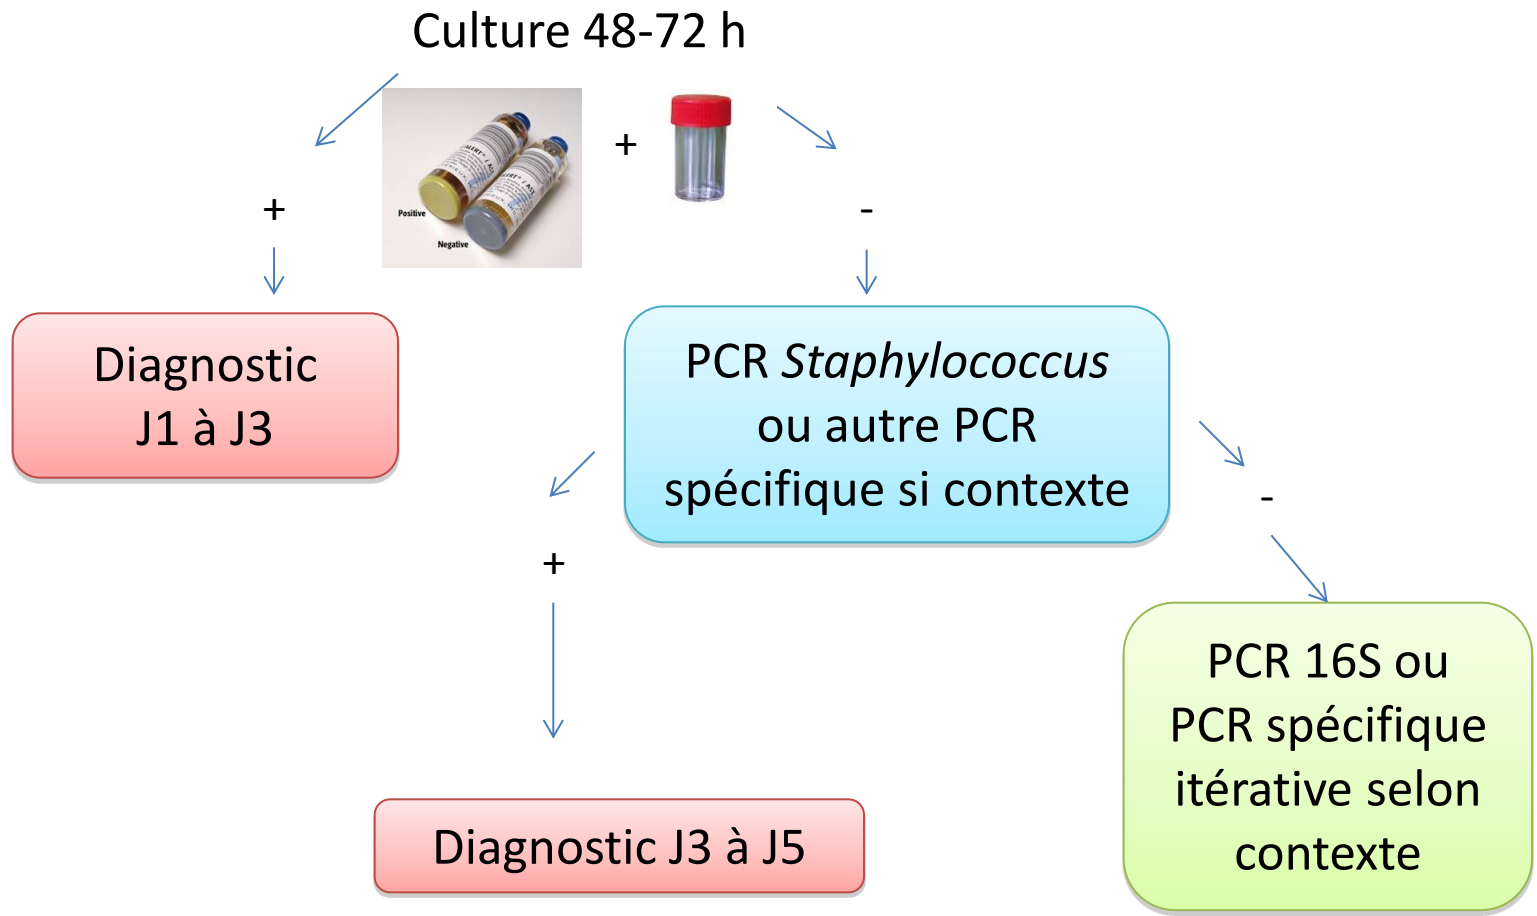 Culture 48-72 h
+
Positive
Negative
+
-
Diagnostic
J1 à J3
PCR Staphylococcus
ou autre PCR
spécifique si contexte
+
-
Diagnostic J3 à J5
PCR 16S ou
PCR spécifique
itérative selon
contexte